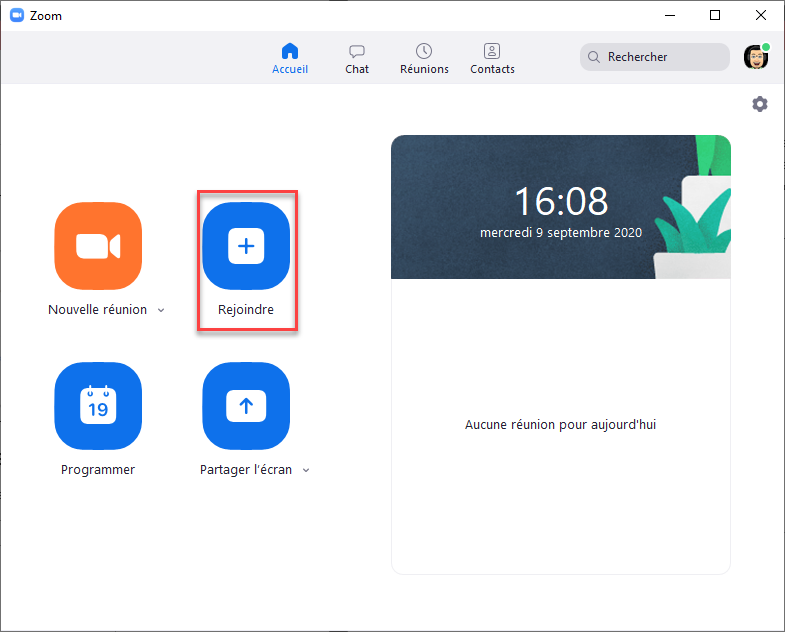 Zoom
Accueil
Chat
Réunions
Contacts
Rechercher
16:08
mercredi 9 septembre 2020
Nouvelle réunion
Rejoindre
19
Programmer
Partager l'écran
Aucune réunion pour aujourd'hui